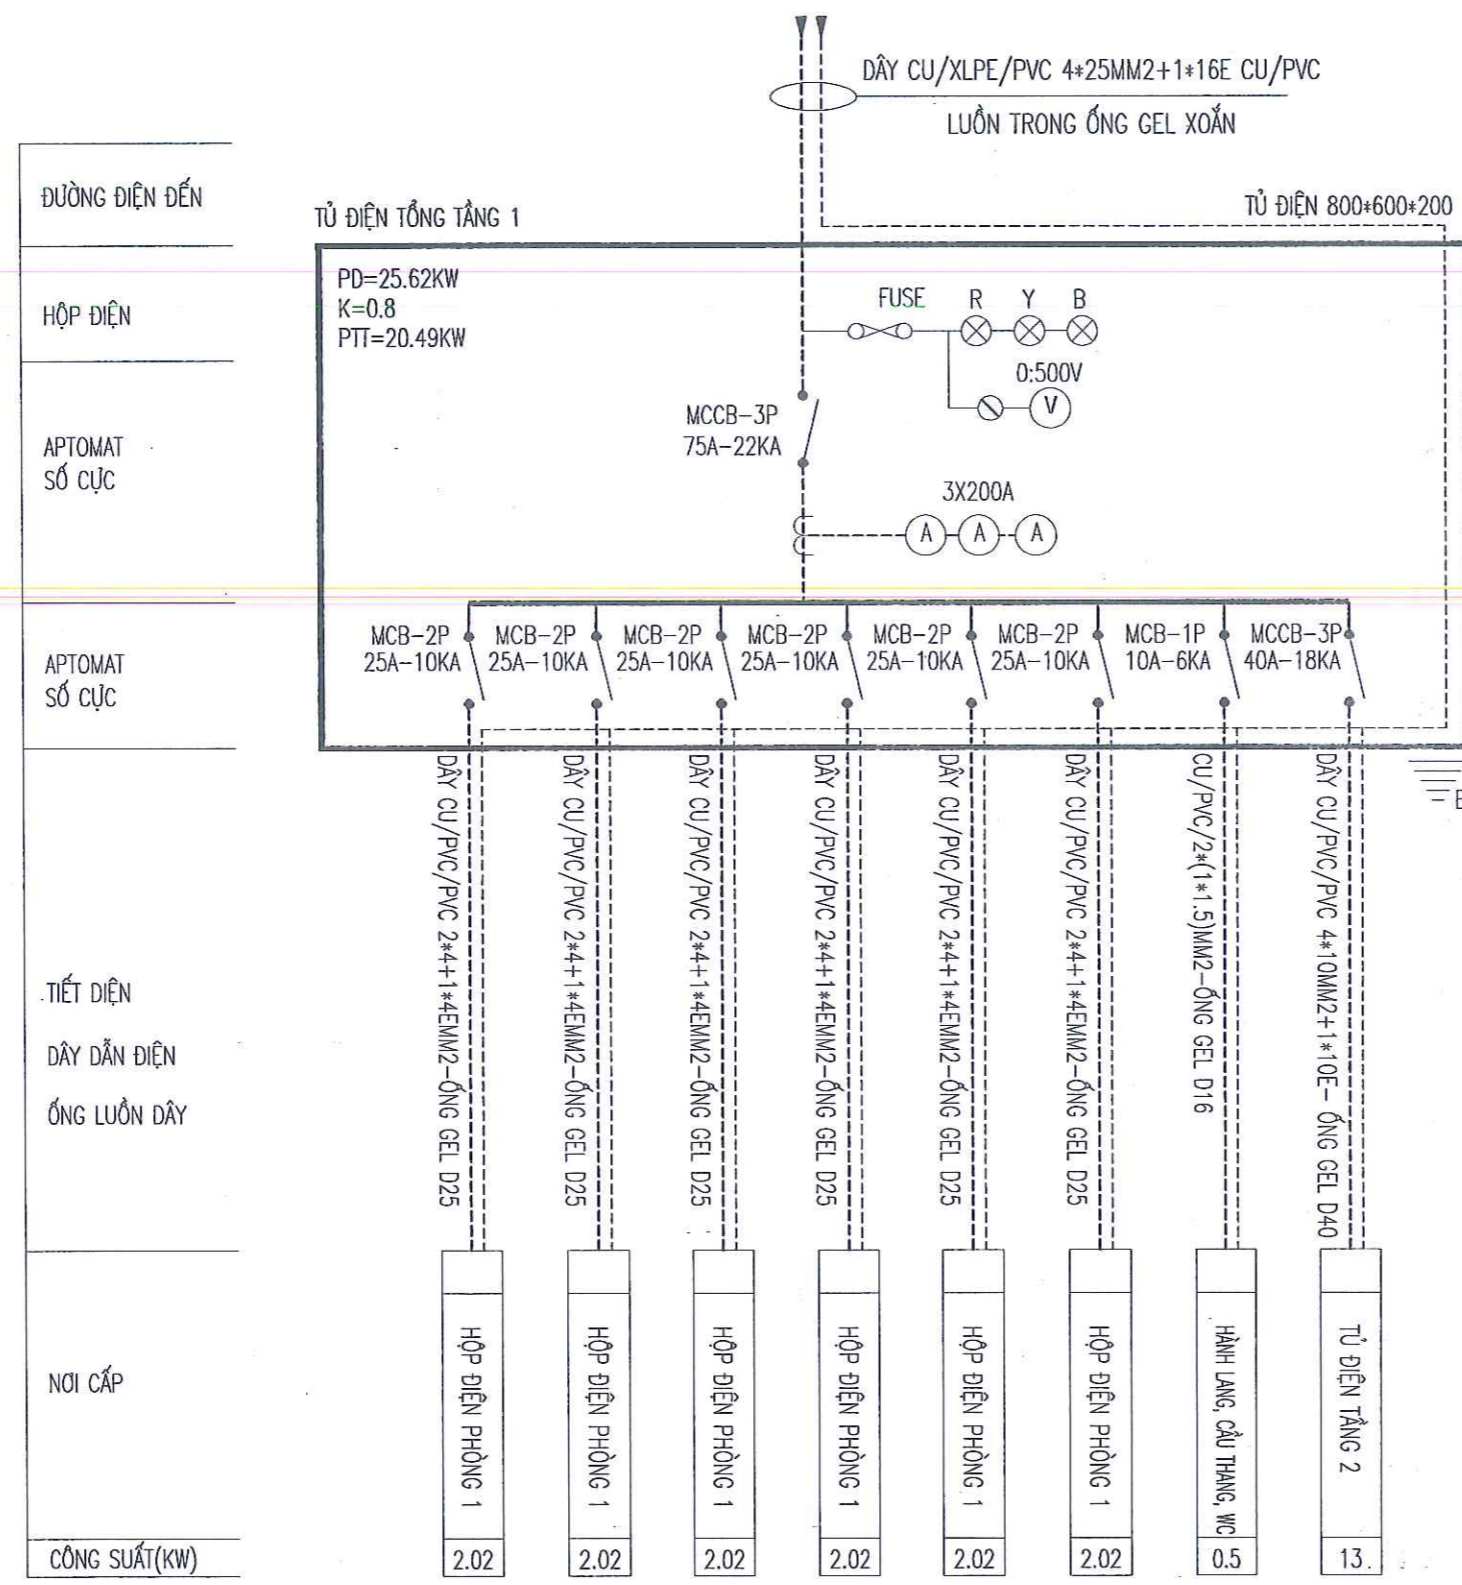 DÂY CU/XLPE/PVC 4*25MM2+1*16E CU/PVC
LUỒN TRONG ỐNG GEL XOẮN
ĐƯỜNG ĐIỆN ĐẾN
TỦ ĐIỆN TỔNG TẦNG 1
TỦ ĐIỆN 800*600*200
HỘP ĐIỆN
PD=25.62KW
K=0.8
PTT=20.49KW
FUSE R Y B
0:500V
V
APTOMAT
SỐ CỰC
MCCB-3P
75A-22KA
3X200A
A A A
APTOMAT
SỐ CỰC
MCB-2P
25A-10KA
MCB-2P
25A-10KA
MCB-2P
25A-10KA
MCB-2P
25A-10KA
MCB-2P
25A-10KA
MCB-2P
25A-10KA
MCB-1P
10A-6KA
MCCB-3P
40A-18KA
E
TIẾT DIỆN
DÂY DẪN ĐIỆN
ỐNG LUỒN DÂY
DÂY CU/PVC/PVC 2*4+1*4EMM2-ỐNG GEL D25
DÂY CU/PVC/PVC 2*4+1*4EMM2-ỐNG GEL D25
DÂY CU/PVC/PVC 2*4+1*4EMM2-ỐNG GEL D25
DÂY CU/PVC/PVC 2*4+1*4EMM2-ỐNG GEL D25
DÂY CU/PVC/PVC 2*4+1*4EMM2-ỐNG GEL D25
DÂY CU/PVC/PVC 2*4+1*4EMM2-ỐNG GEL D25
CU/PVC/2*(1*1.5)MM2-ỐNG GEL D16
DÂY CU/PVC/PVC 4*10MM2+1*10E- ỐNG GEL D40
NƠI CẤP
HỘP ĐIỆN PHÒNG 1
HỘP ĐIỆN PHÒNG 1
HỘP ĐIỆN PHÒNG 1
HỘP ĐIỆN PHÒNG 1
HỘP ĐIỆN PHÒNG 1
HỘP ĐIỆN PHÒNG 1
HÀNH LANG, CẦU THANG, WC
TỦ ĐIỆN TẦNG 2
CÔNG SUẤT(KW) 2.02 2.02 2.02 2.02 2.02 2.02 0.5 13